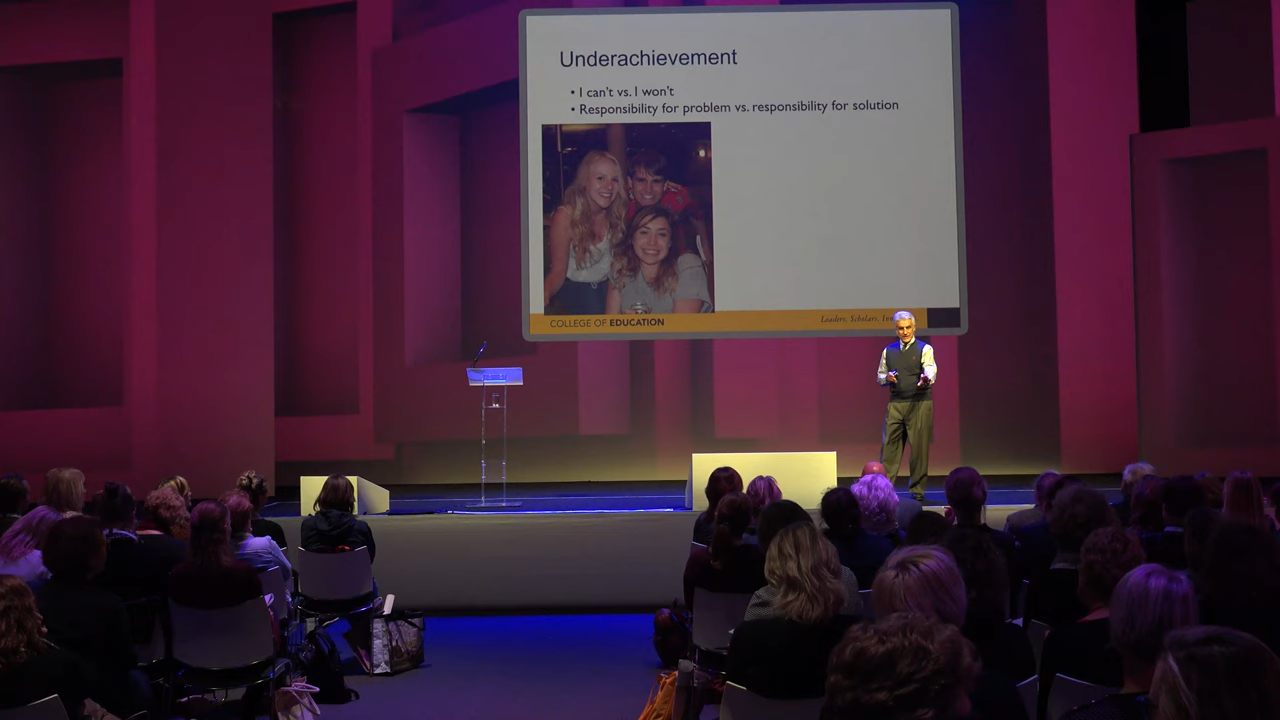 Underachievement
• I can't vs. I won't
• Responsibility for problem vs. responsibility for solution
COLLEGE OF EDUCATION
Leaders. Scholars.